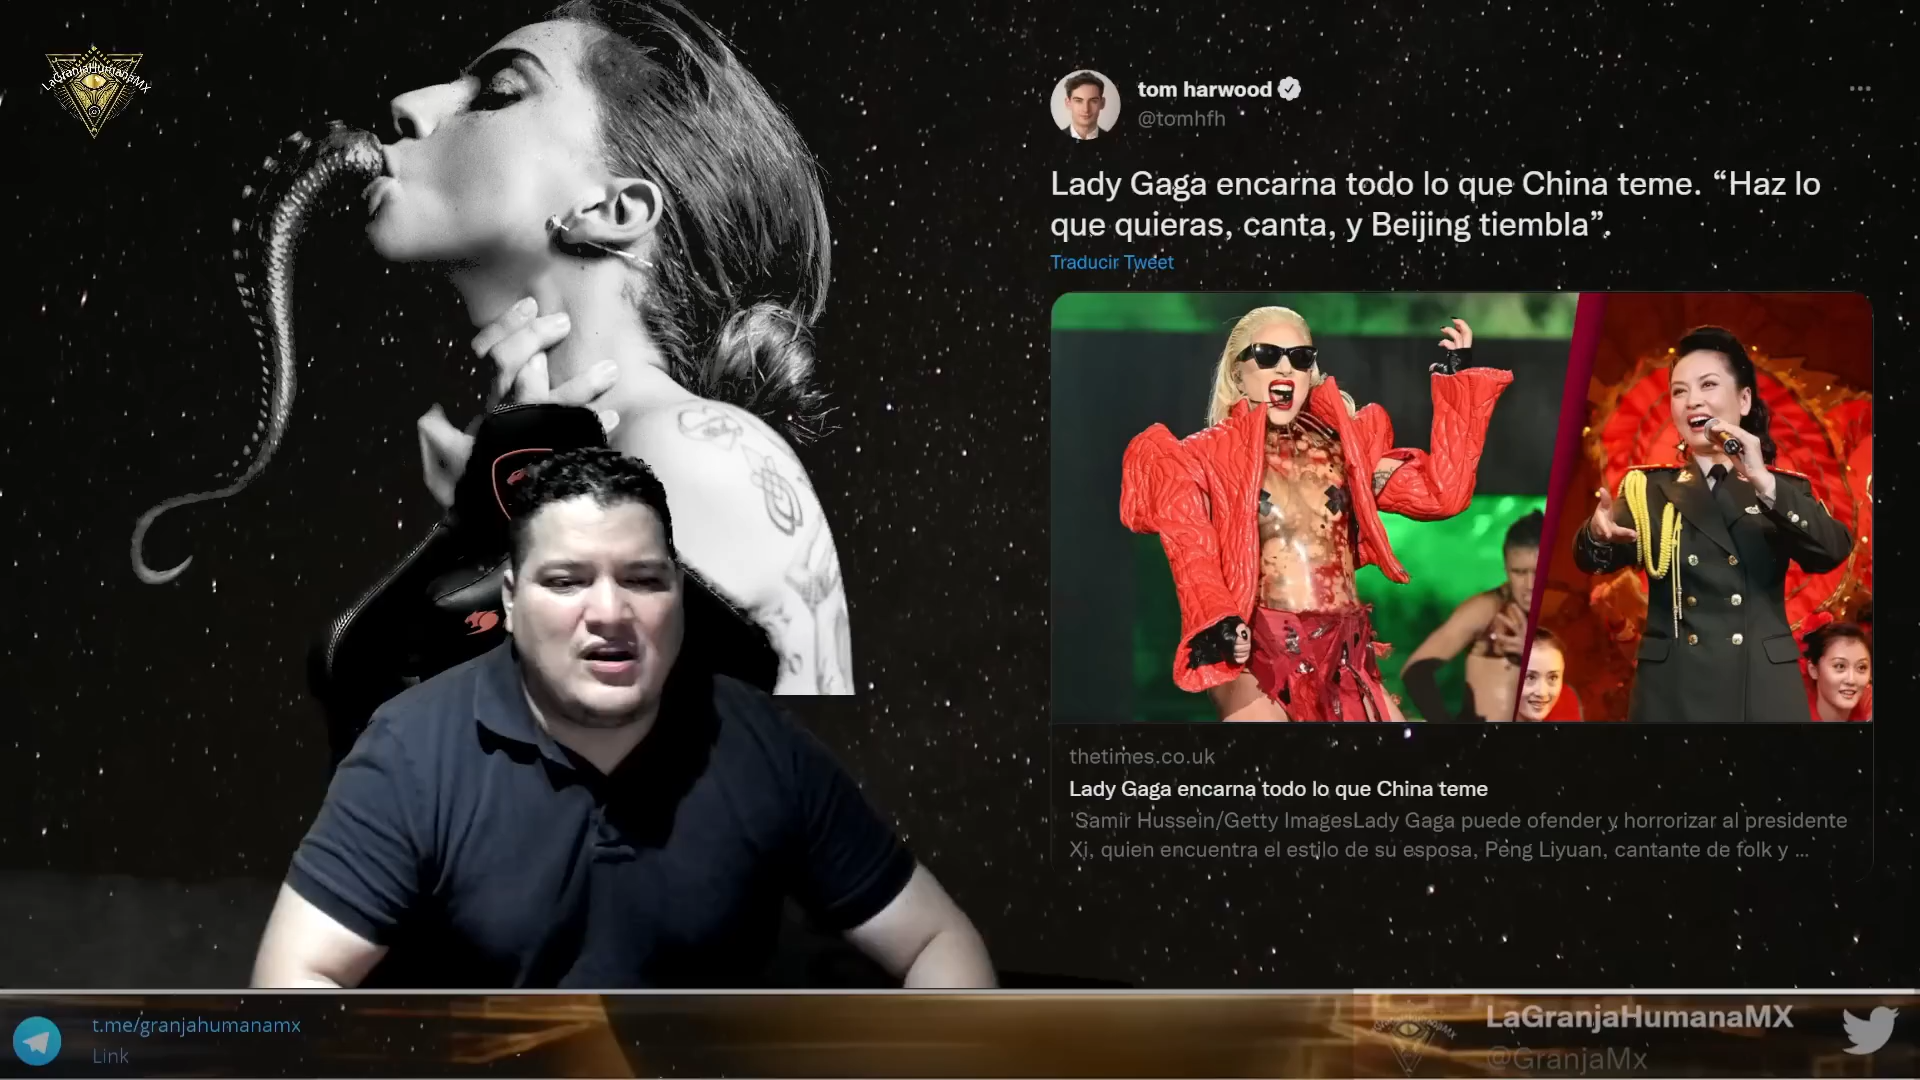 LaGranjaHumanaMX
tom harwood
@tomhfh
Lady Gaga encarna todo lo que China teme. “Haz lo
que quieras, canta, y Beijing tiembla”.
Traducir Tweet
thetimes.co.uk
Lady Gaga encarna todo lo que China teme
'Samir Hussein/Getty ImagesLady Gaga puede ofender y horrorizar al presidente
Xi, quien encuentra el estilo de su esposa, Peng Liyuan, cantante de folk y ...
t.me/granjahumanamx
Link
LaGranjaHumanaMX
@GranjaMx